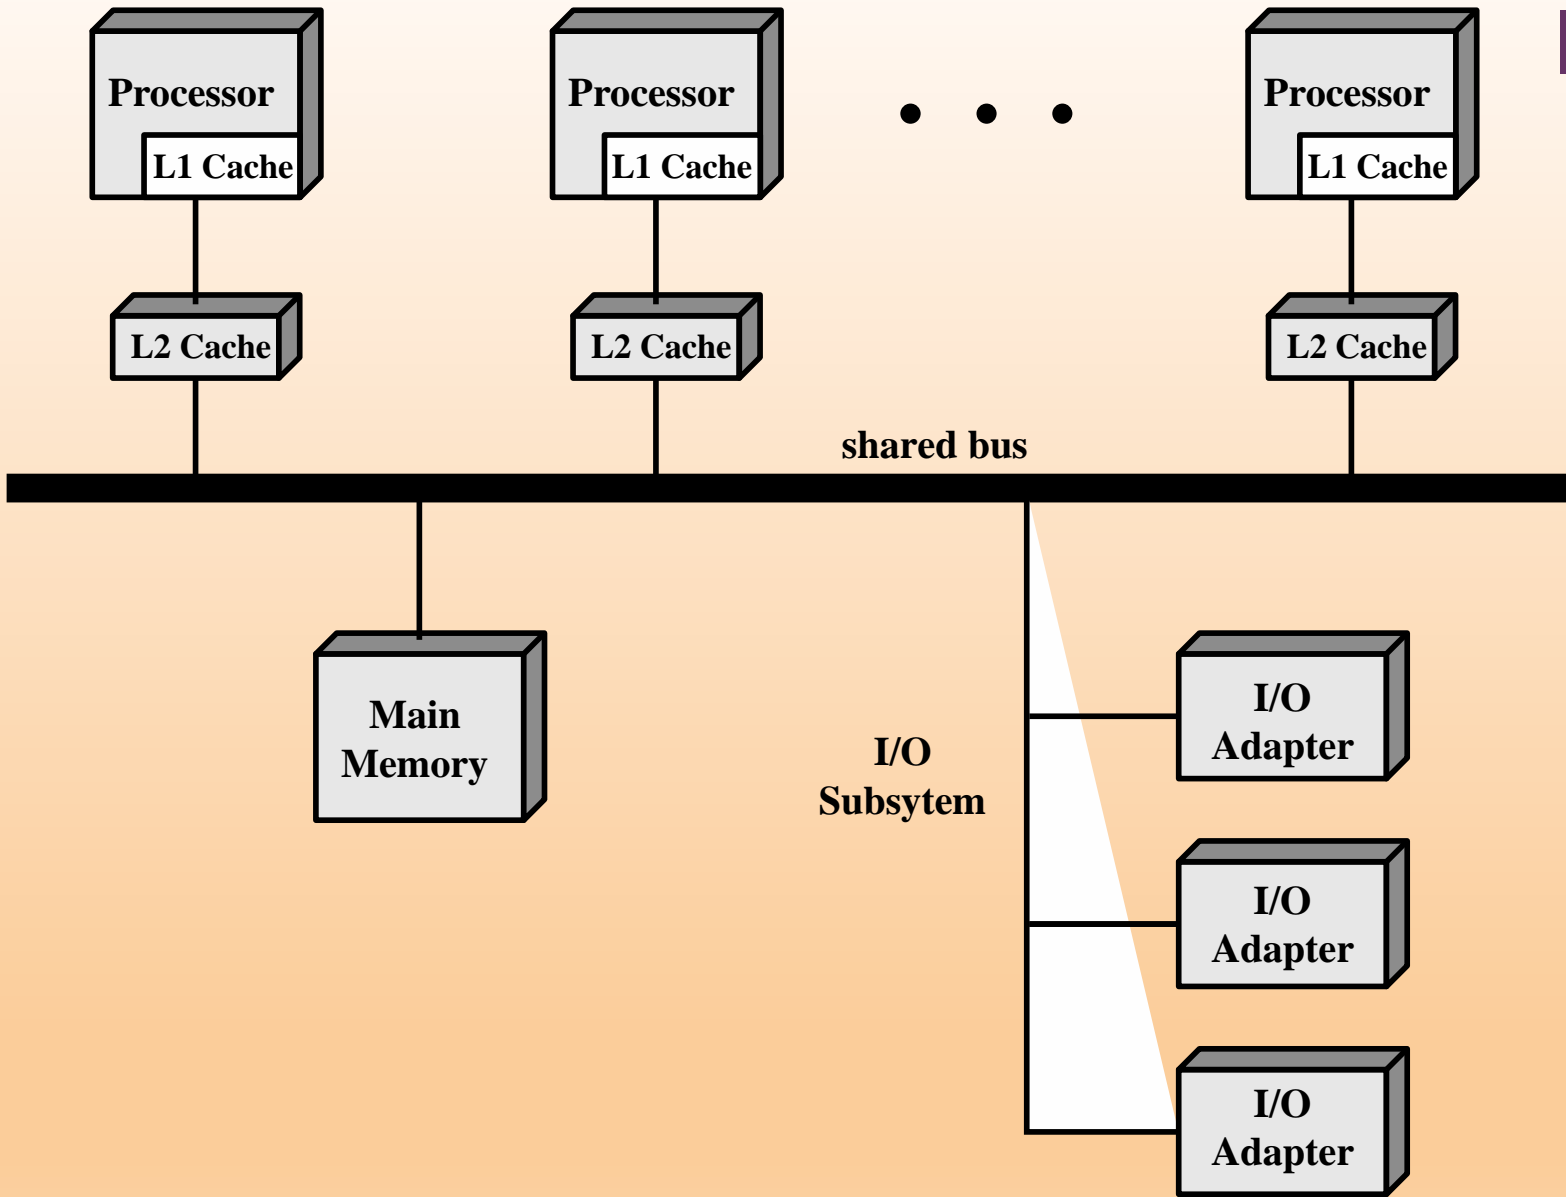 Processor
L1 Cache
Processor
L1 Cache
Processor
L1 Cache
L2 Cache
L2 Cache
L2 Cache
shared bus
Main
Memory
I/O
Subsytem
I/O
Adapter
I/O
Adapter
I/O
Adapter